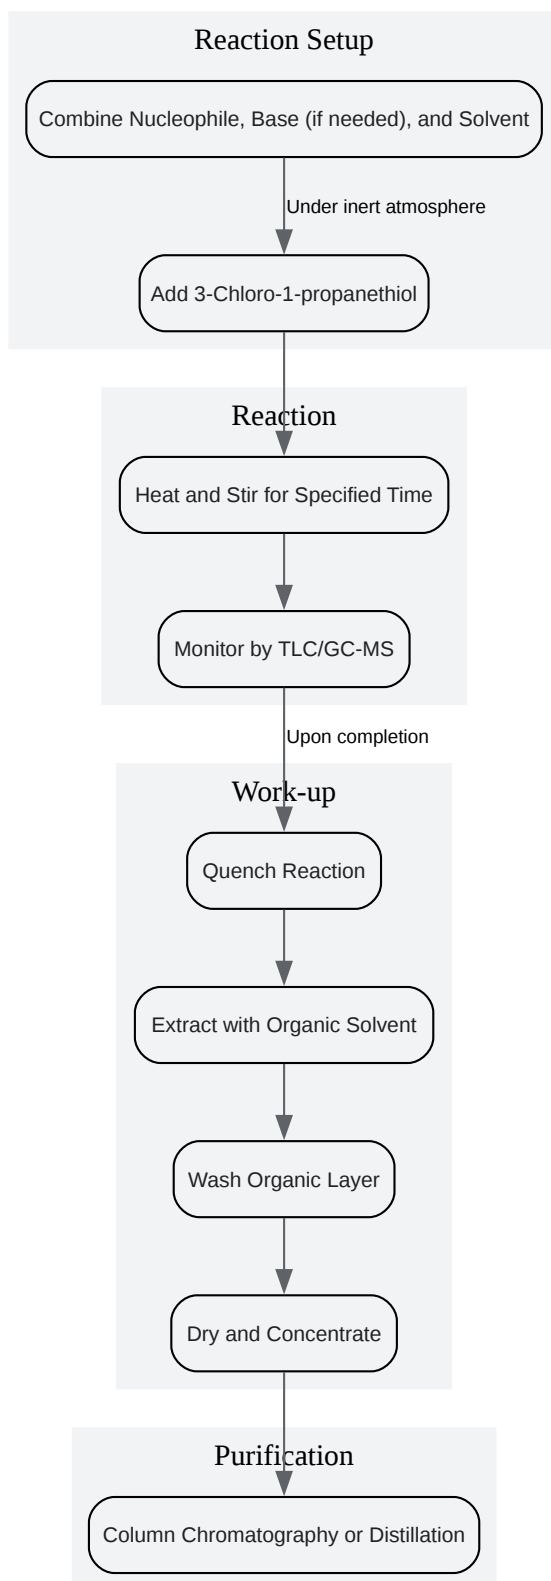 Reaction Setup
Combine Nucleophile, Base (if needed), and Solvent
Under inert atmosphere
Add 3-Chloro-1-propanethiol
Reaction
Heat and Stir for Specified Time
Monitor by TLC/GC-MS
Upon completion
Work-up
Quench Reaction
Extract with Organic Solvent
Wash Organic Layer
Dry and Concentrate
Purification
Column Chromatography or Distillation